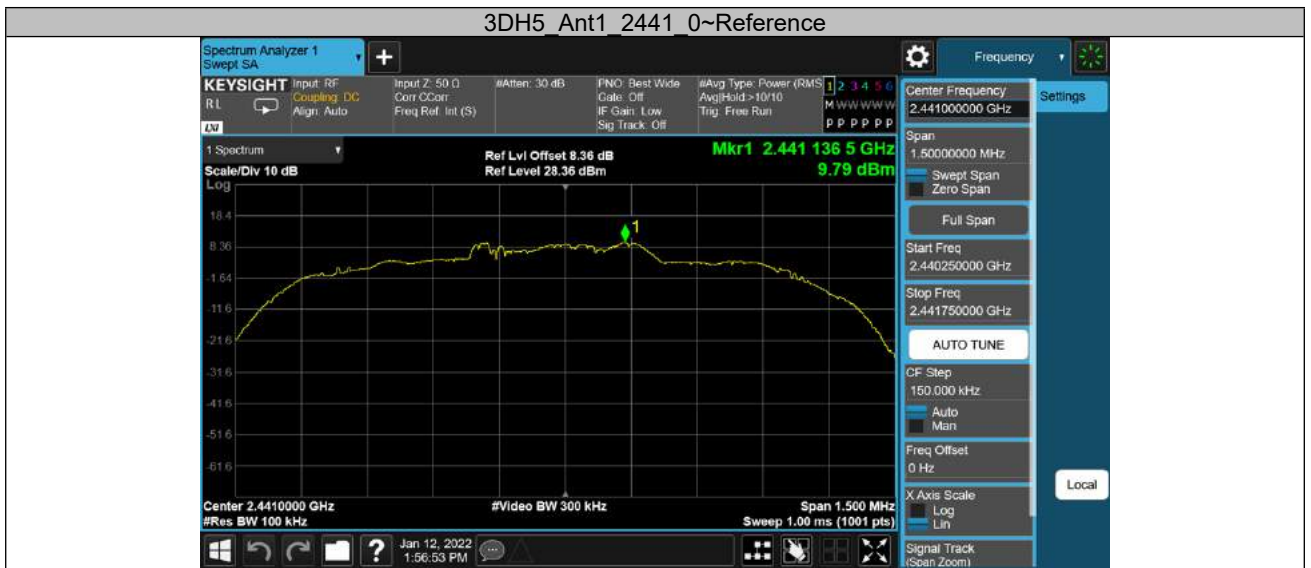 3DH5_Ant1_2441_0~Reference
Spectrum Analyzer 1
Swept SA
+
Frequency
KEYSIGHT
RL
LXI
Input: RF
Coupling: DC
Align: Auto
Input Z: 50 Ω
Corr CCorr
Freq Ref: Int (S)
#Atten: 30 dB
PNO: Best Wide
Gate: Off
IF Gain: Low
Sig Track: Off
#Avg Type: Power (RMS
Avg|Hold:>10/10
Trig: Free Run
1 2 3 4 5 6
M W W W W W
P P P P P P
1 Spectrum
Scale/Div 10 dB
Log
Ref Lvl Offset 8.36 dB
Ref Level 28.36 dBm
Mkr1 2.441 136 5 GHz
9.79 dBm
1
18.4
8.36
-1.64
-11.6
-21.6
-31.6
-41.6
-51.6
-61.6
Center 2.4410000 GHz
#Res BW 100 kHz
#Video BW 300 kHz
Span 1.500 MHz
Sweep 1.00 ms (1001 pts)
Center Frequency
2.441000000 GHz
Span
1.50000000 MHz
Swept Span
Zero Span
Full Span
Start Freq
2.440250000 GHz
Stop Freq
2.441750000 GHz
AUTO TUNE
CF Step
150.000 kHz
Auto
Man
Freq Offset
0 Hz
X Axis Scale
Log
Lin
Signal Track
(Span Zoom)
Settings
Local
?
Jan 12, 2022
1:56:53 PM